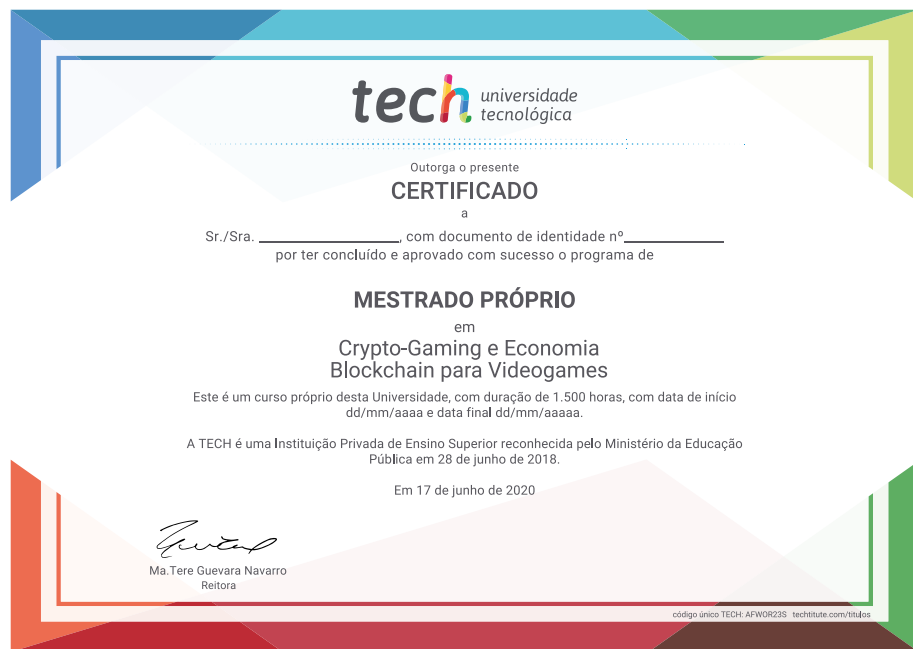 tech universidade
tecnológica
Outorga o presente
CERTIFICADO
a
Sr./Sra. ____________________, com documento de identidade nº______________
por ter concluído e aprovado com sucesso o programa de
MESTRADO PRÓPRIO
em
Crypto-Gaming e Economia
Blockchain para Videogames
Este é um curso próprio desta Universidade, com duração de 1.500 horas, com data de início
dd/mm/aaaa e data final dd/mm/aaaaa.
A TECH é uma Instituição Privada de Ensino Superior reconhecida pelo Ministério da Educação
Pública em 28 de junho de 2018.
Em 17 de junho de 2020
Ma.Tere Guevara Navarro
Reitora
código único TECH: AFWOR23S techtitute.com/titulos